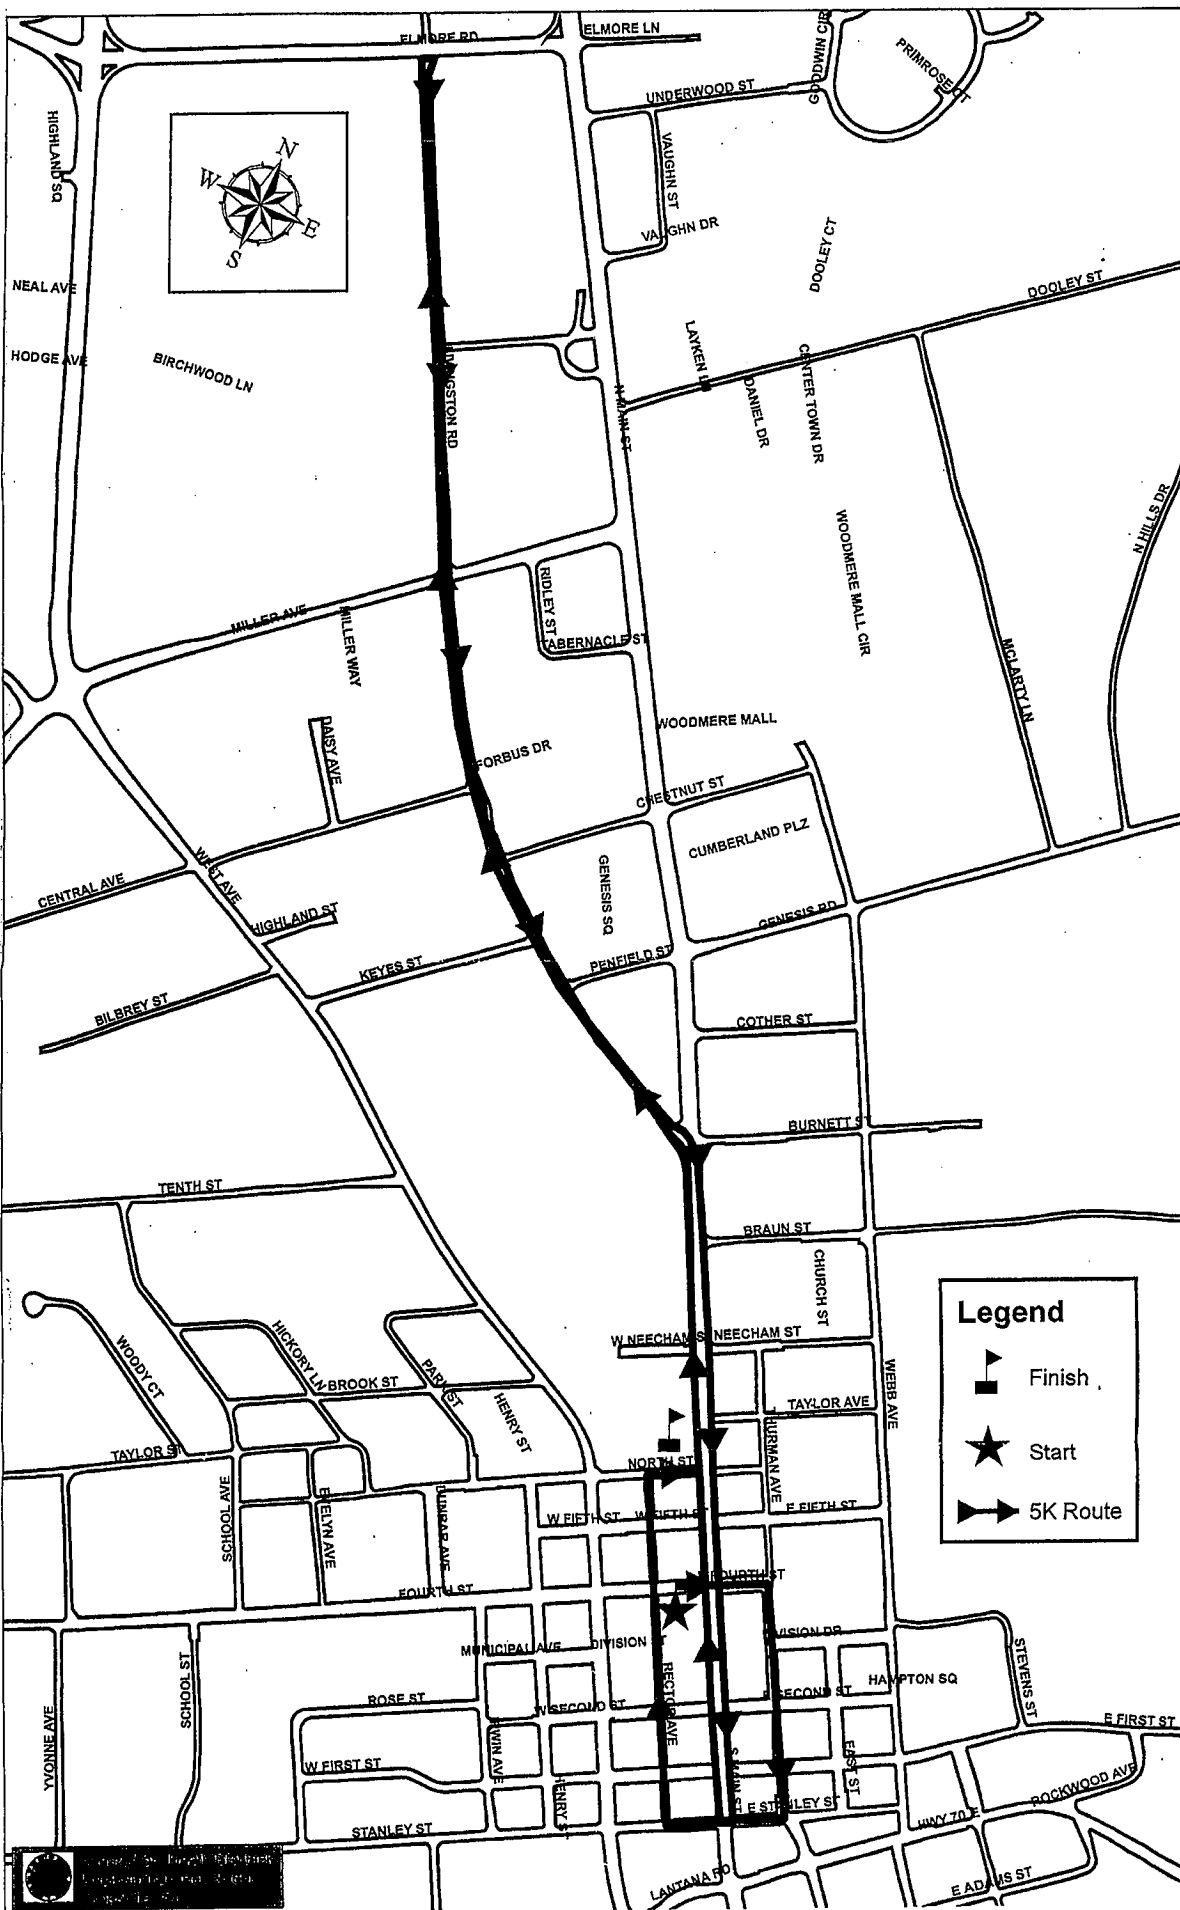 ELMORE RD
ELMORE LN
GOODWIN CIR
PRIMROSE CT
UNDERWOOD ST
HIGHLAND SQ
N
W
E
S
VAUGHN ST
VAUGHN DR
DOOLEY CT
DOOLEY ST
NEAL AVE
HODGE AVE
BIRCHWOOD LN
LIVINGSTON RD
N MAIN ST
LAYKEN LN
DANIEL DR
CENTER TOWN DR
N HILLS DR
WOODMERE MALL CIR
MILLER AVE
MILLER WAY
RIDLEY ST
TABERNACLE ST
MCLARTY LN
WOODMERE MALL
DAISY AVE
FORBUS DR
CHESTNUT ST
CUMBERLAND PLZ
WEST AVE
CENTRAL AVE
GENESIS SQ
HIGHLAND ST
GENESIS RD
KEYES ST
PENFIELD ST
BILBREY ST
COTHER ST
BURNETT ST
TENTH ST
BRAUN ST
CHURCH ST
Legend
Finish
Start
5K Route
W NEECHAM ST
NEECHAM ST
WOODY CT
HICKORY LN
BROOK ST
PARK ST
HENRY ST
TAYLOR AVE
WEBB AVE
THURMAN AVE
TAYLOR ST
NORTH ST
SCHOOL AVE
EVELYN AVE
DUNBAR AVE
W FIFTH ST
W FIFTH ST
E FIFTH ST
FOURTH ST
E FOURTH ST
MUNICIPAL AVE
DIVISION ST
DIVISION DR
STEVENS ST
HAMPTON SQ
SCHOOL ST
YVONNE AVE
ROSE ST
W SECOND ST
RECTOR AVE
E SECOND ST
E FIRST ST
W FIRST ST
IRWIN AVE
HENRY ST
S MAIN ST
EAST ST
E STANLEY ST
ROCKWOOD AVE
HWY 70 E
STANLEY ST
LANTANA RD
E ADAMS ST